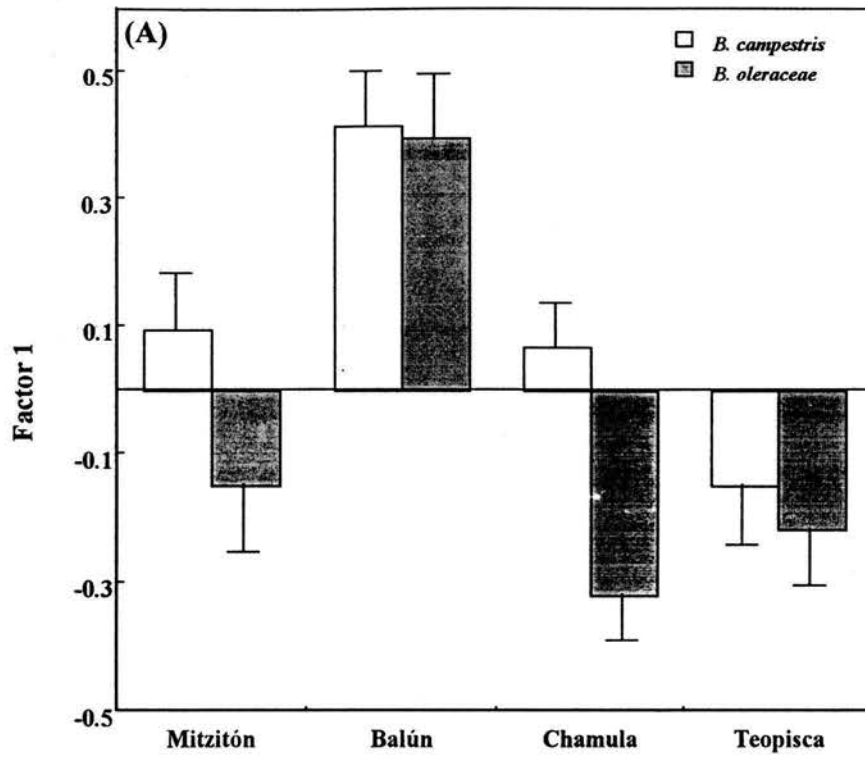 (A)
B. campestris
B. oleraceae
0.5
0.3
0.1
-0.1
-0.3
-0.5
Factor 1
Mitzitón Balún Chamula Teopisca